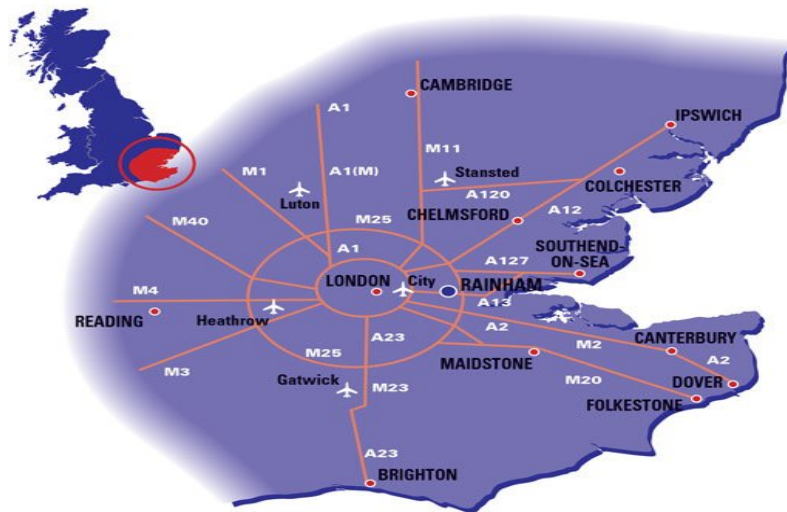 CAMBRIDGE
A1
IPSWICH
M11
M1
A1(M)
Stansted
COLCHESTER
Luton
A120
M40
M25
CHELMSFORD
A12
A1
SOUTHEND-
ON-SEA
A127
LONDON
City
RAINHAM
M4
READING
Heathrow
A13
A23
A2
M2
CANTERBURY
M3
M25
MAIDSTONE
A2
Gatwick
M23
M20
DOVER
FOLKESTONE
A23
BRIGHTON